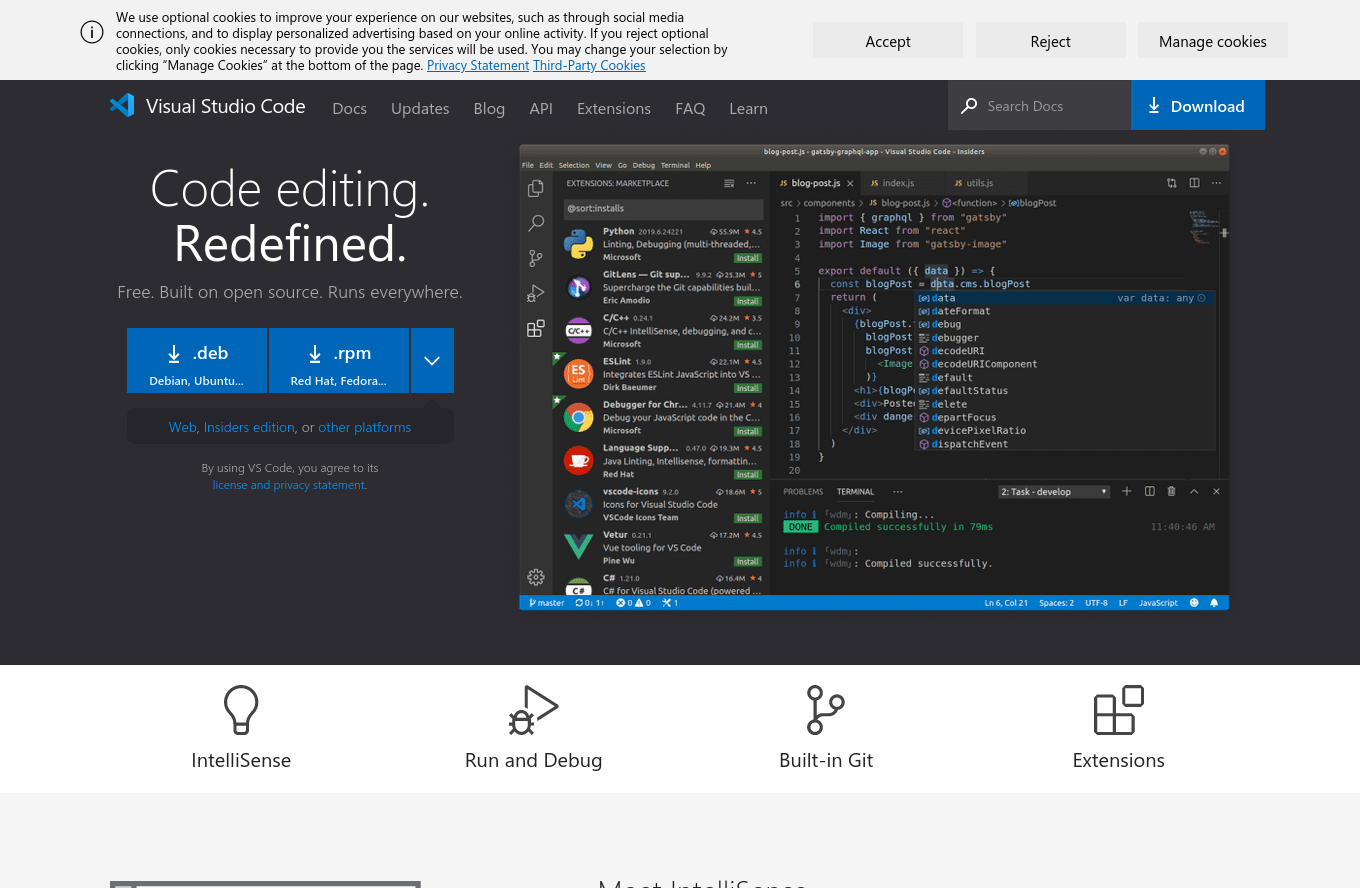 We use optional cookies to improve your experience on our websites, such as through social media
connections, and to display personalized advertising based on your online activity. If you reject optional
cookies, only cookies necessary to provide you the services will be used. You may change your selection by
clicking “Manage Cookies” at the bottom of the page. Privacy Statement Third-Party Cookies
Accept
Reject
Manage cookies
Visual Studio Code
Docs
Updates
Blog
API
Extensions
FAQ
Learn
Search Docs
Download
Code editing.
Redefined.
Free. Built on open source. Runs everywhere.
.deb
Debian, Ubuntu...
.rpm
Red Hat, Fedora...
Web, Insiders edition, or other platforms
By using VS Code, you agree to its
license and privacy statement.
blog-post.js - gatsby-graphql-app - Visual Studio Code - Insiders
File Edit Selection View Go Debug Terminal Help
EXTENSIONS: MARKETPLACE
@sort:installs
Python 2019.6.24221 55.9M 4.5
Linting, Debugging (multi-threaded,...
Microsoft Install
GitLens — Git sup... 9.9.2 25.3M 5
Supercharge the Git capabilities buil...
Eric Amodio Install
C/C++ 0.24.1 24.2M 3.5
C/C++ IntelliSense, debugging, and c...
Microsoft Install
ESLint 1.9.0 22.1M 4.5
Integrates ESLint JavaScript into VS ...
Dirk Baeumer Install
Debugger for Chr... 4.11.7 21.4M 4
Debug your JavaScript code in the C...
Microsoft Install
Language Supp... 0.47.0 19.3M 4.5
Java Linting, Intellisense, formattin...
Red Hat Install
vscode-icons 9.2.0 18.6M 5
Icons for Visual Studio Code
VSCode Icons Team Install
Vetur 0.21.1 17.2M 4.5
Vue tooling for VS Code
Pine Wu Install
C# 1.21.0 16.4M 4
C# for Visual Studio Code (powered ...
C/C++
ES
Lint
C#
JS blog-post.js
JS index.js
JS utils.js
src > components > JS blog-post.js > <function> > blogPost
1 import { graphql } from "gatsby"
2 import React from "react"
3 import Image from "gatsby-image"
4
5 export default ({ data }) => {
6 const blogPost = data.cms.blogPost
7 return (
8 <div>
9 {blogPost.
10 blogPost
11 blogPost
12 <Image
13 )}
14 <h1>{blogP
15 <div>Poste
16 <div dange
17 </div>
18 )
19 }
20
data var data: any
dateFormat
debug
debugger
decodeURI
decodeURIComponent
default
defaultStatus
delete
departFocus
devicePixelRatio
dispatchEvent
PROBLEMS TERMINAL ...
2: Task - develop
info ℹ 「wdm」: Compiling...
DONE Compiled successfully in 79ms 11:40:46 AM
info ℹ 「wdm」:
info ℹ 「wdm」: Compiled successfully.
master 0↓ 1↑ 0 0 1
Ln 6, Col 21 Spaces: 2 UTF-8 LF JavaScript
IntelliSense
Run and Debug
Built-in Git
Extensions
Meet IntelliSense